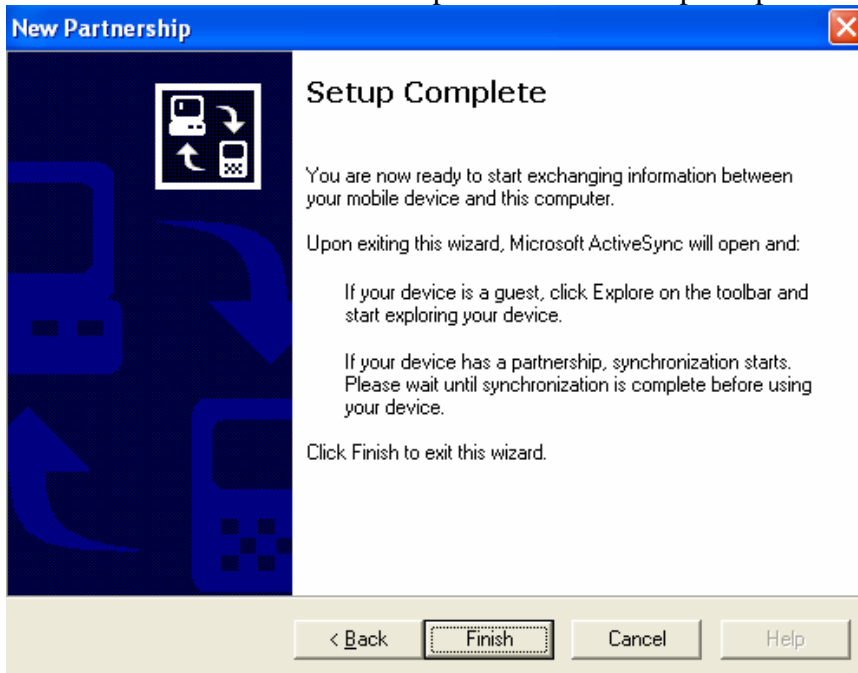 New Partnership
Setup Complete
You are now ready to start exchanging information between
your mobile device and this computer.
Upon exiting this wizard, Microsoft ActiveSync will open and:
If your device is a guest, click Explore on the toolbar and
start exploring your device.
If your device has a partnership, synchronization starts.
Please wait until synchronization is complete before using
your device.
Click Finish to exit this wizard.
< Back
Finish
Cancel
Help